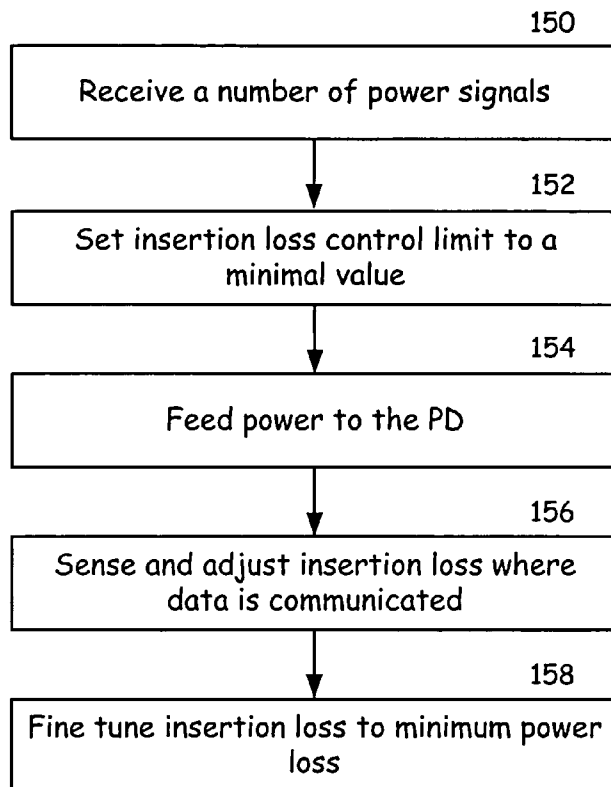 150
Receive a number of power signals
152
Set insertion loss control limit to a
minimal value
154
Feed power to the PD
156
Sense and adjust insertion loss where
data is communicated
158
Fine tune insertion loss to minimum power
loss